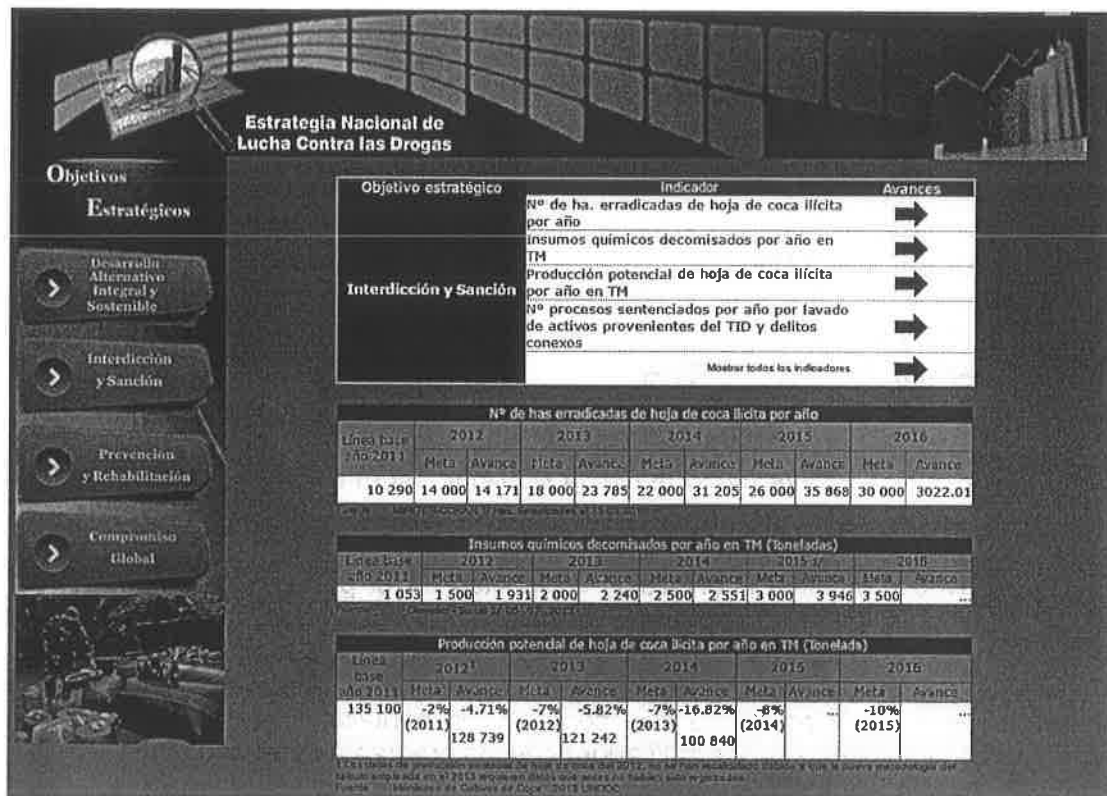 Estrategia Nacional de
Lucha Contra las Drogas
Objetivos
Estratégicos
Desarrollo
Alternativo
Integral y
Sostenible
Interdicción
y Sanción
Prevención
y Rehabilitación
Compromiso
Global
Objetivo estratégico Indicador Avances
Interdicción y Sanción
Nº de ha. erradicadas de hoja de coca ilícita
por año
Insumos químicos decomisados por año en
TM
Producción potencial de hoja de coca ilícita
por año en TM
Nº procesos sentenciados por año por lavado
de activos provenientes del TID y delitos
conexos
Mostrar todos los indicadores
Nº de has erradicadas de hoja de coca ilícita por año
Línea base 2012 2013 2014 2015 2016
año 2011 Meta Avance Meta Avance Meta Avance Meta Avance Meta Avance
10 290 14 000 14 171 18 000 23 785 22 000 31 205 26 000 35 868 30 000 3022.01
Insumos químicos decomisados por año en TM (Toneladas)
Línea base 2012 2013 2014 2015 1/ 2016
año 2011 Meta Avance Meta Avance Meta Avance Meta Avance Meta Avance
1 053 1 500 1 931 2 000 2 240 2 500 2 551 3 000 3 946 3 500 ...
Producción potencial de hoja de coca ilícita por año en TM (Tonelada)
Línea
base 2012¹ 2013 2014 2015 2016
año 2011 Meta Avance Meta Avance Meta Avance Meta Avance Meta Avance
135 100 -2% -4.71% -7% -5.82% -7% -16.82% -8% ... -10% ...
(2011) (2012) (2013) (2014) (2015)
128 739 121 242 100 840